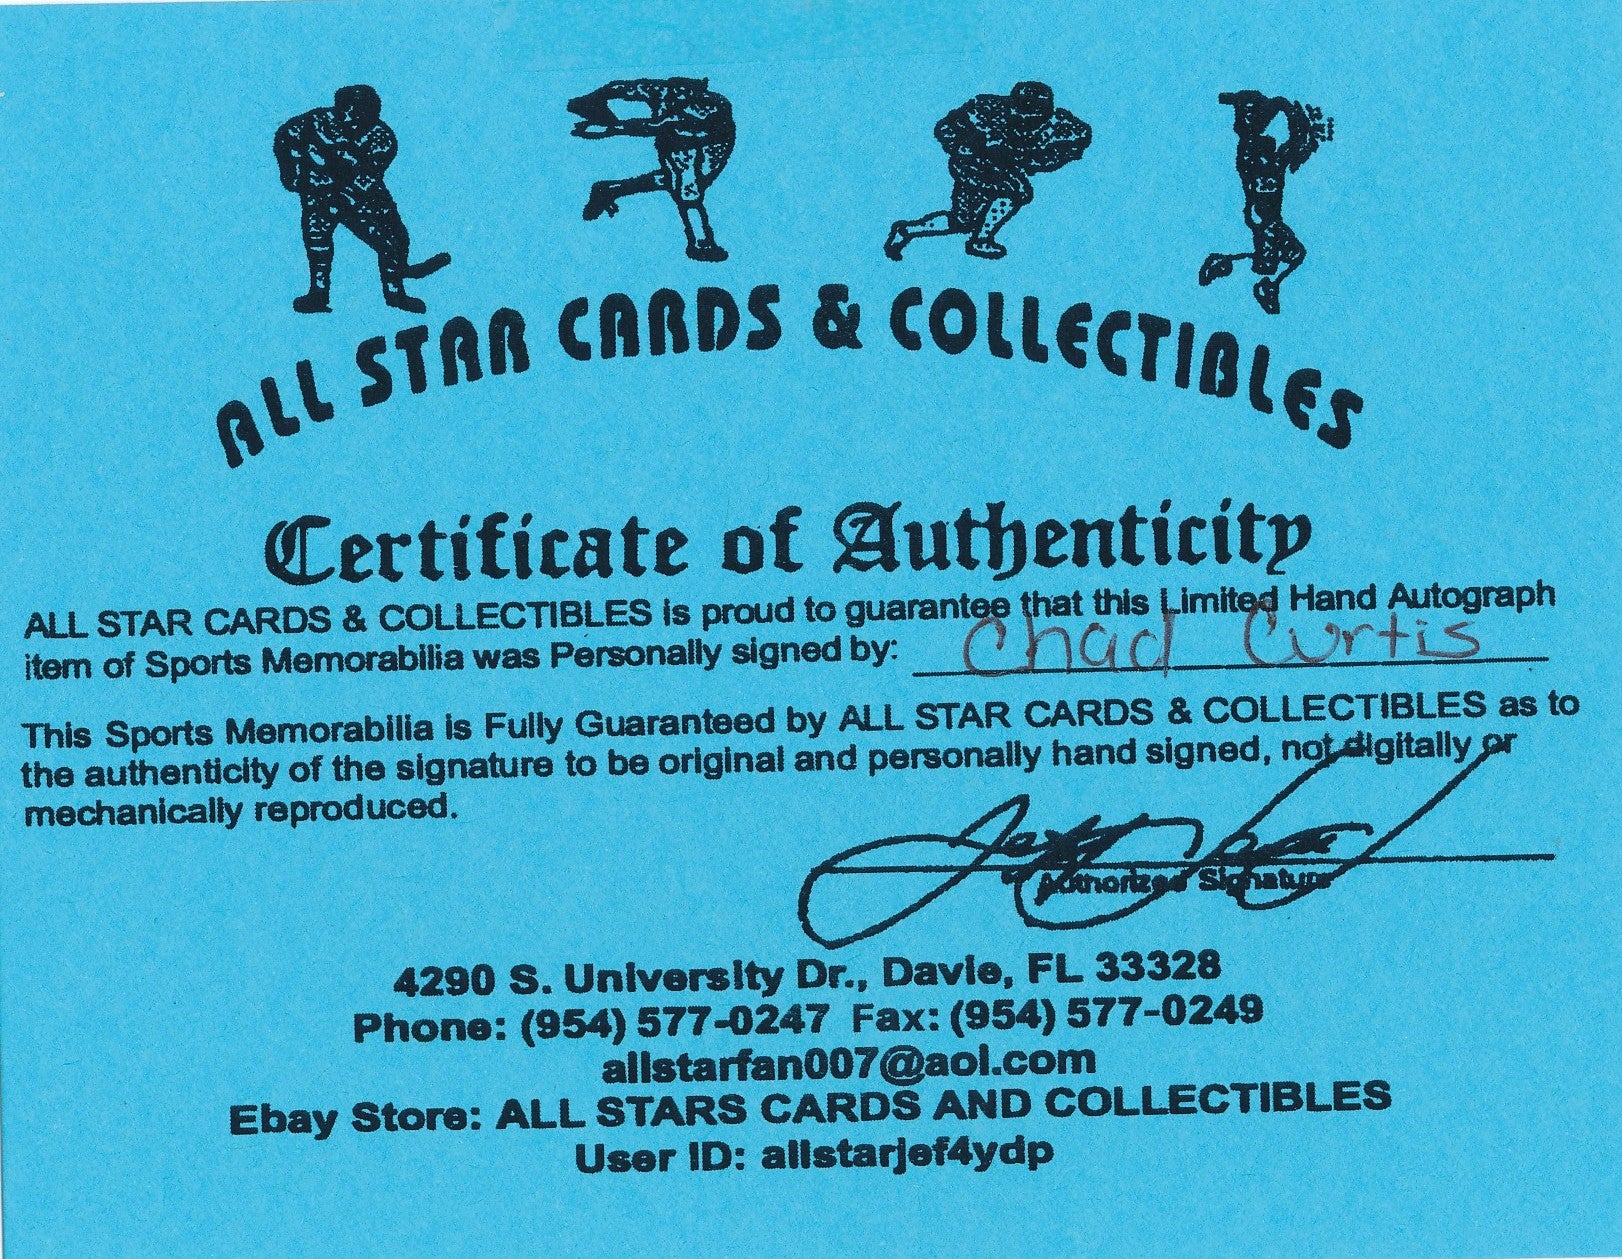 ALL STAR CARDS & COLLECTIBLES
Certificate of Authenticity
ALL STAR CARDS & COLLECTIBLES is proud to guarantee that this Limited Hand Autograph
item of Sports Memorabilia was Personally signed by: Chad Curtis
This Sports Memorabilia is Fully Guaranteed by ALL STAR CARDS & COLLECTIBLES as to
the authenticity of the signature to be original and personally hand signed, not digitally or
mechanically reproduced.
Authorized Signature
4290 S. University Dr., Davie, FL 33328
Phone: (954) 577-0247 Fax: (954) 577-0249
allstarfan007@aol.com
Ebay Store: ALL STARS CARDS AND COLLECTIBLES
User ID: allstarjef4ydp